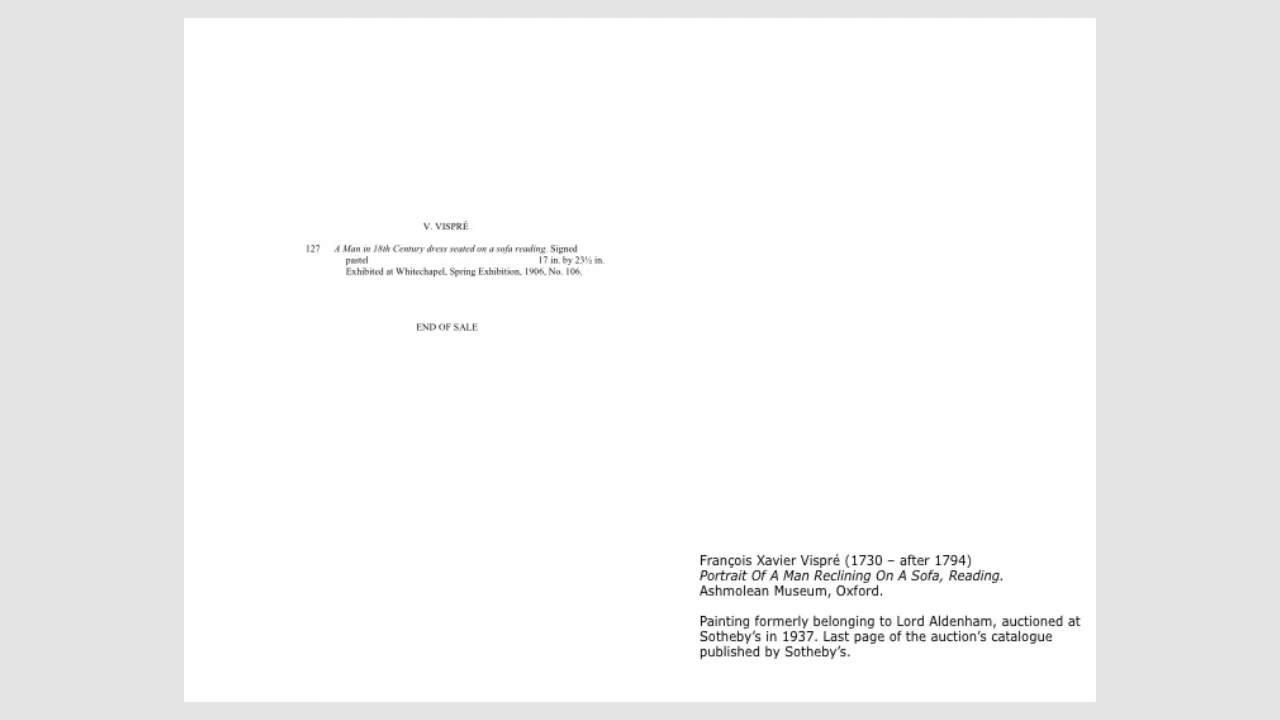 V. VISPRÉ
127 A Man in 18th Century dress seated on a sofa reading. Signed
pastel 17 in. by 23½ in.
Exhibited at Whitechapel, Spring Exhibition, 1906, No. 106.
END OF SALE
François Xavier Vispré (1730 – after 1794)
Portrait Of A Man Reclining On A Sofa, Reading.
Ashmolean Museum, Oxford.
Painting formerly belonging to Lord Aldenham, auctioned at
Sotheby’s in 1937. Last page of the auction’s catalogue
published by Sotheby’s.